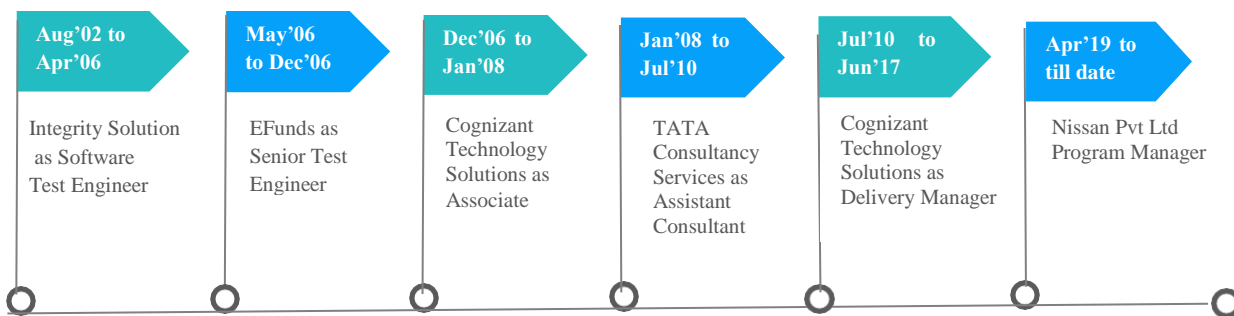 Aug’02 to
Apr’06
Integrity Solution
as Software
Test Engineer
May’06
to Dec’06
EFunds as
Senior Test
Engineer
Dec’06 to
Jan’08
Cognizant
Technology
Solutions as
Associate
Jan’08 to
Jul’10
TATA
Consultancy
Services as
Assistant
Consultant
Jul’10 to
Jun’17
Cognizant
Technology
Solutions as
Delivery Manager
Apr’19 to
till date
Nissan Pvt Ltd
Program Manager